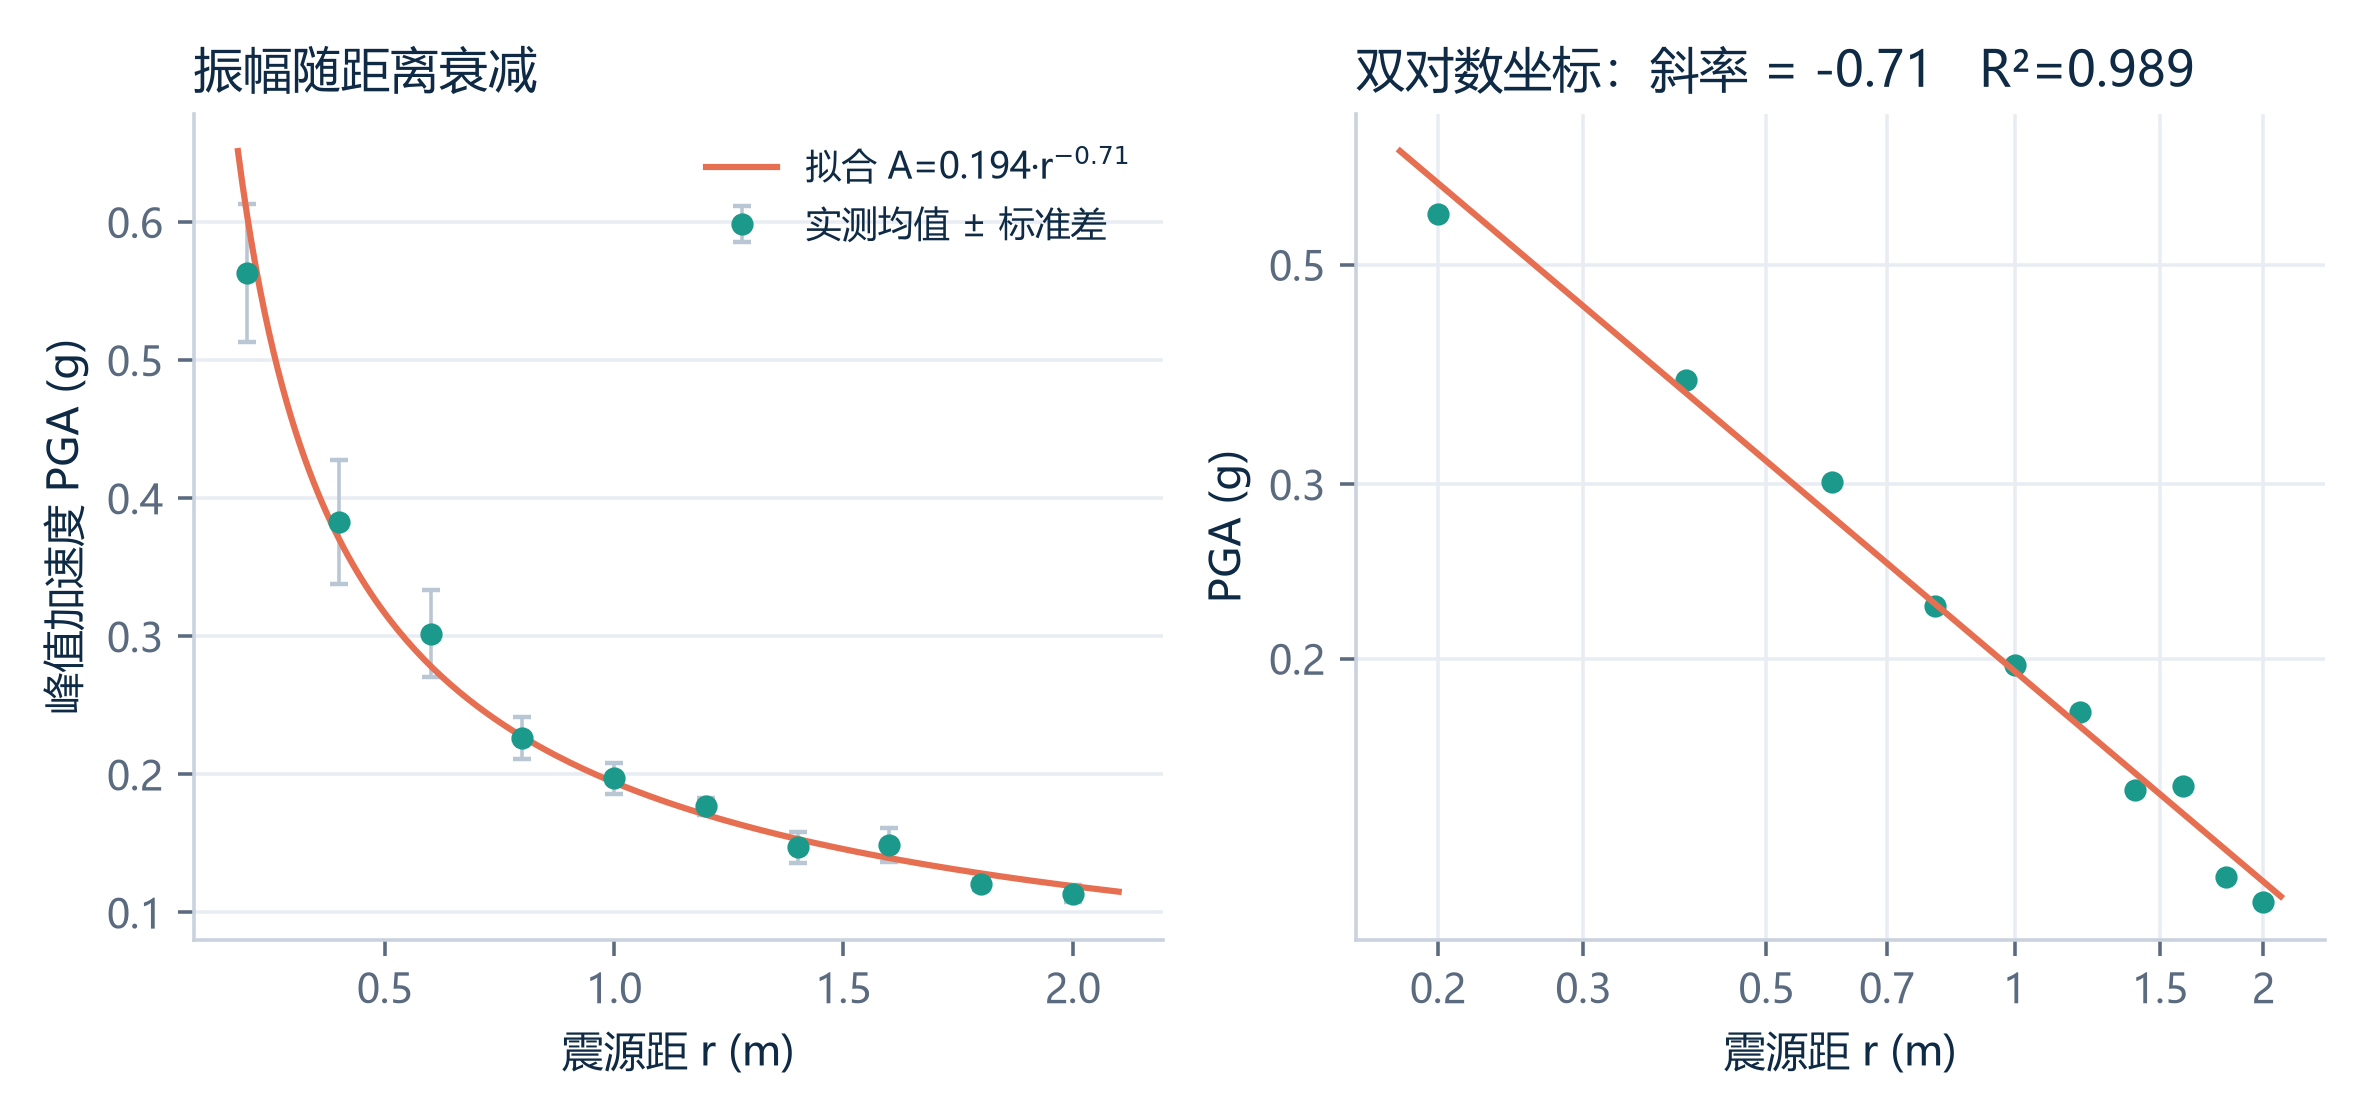 振幅随距离衰减
拟合 A=0.194·r⁻⁰·⁷¹
实测均值 ± 标准差
峰值加速度 PGA (g)
0.6
0.5
0.4
0.3
0.2
0.1
0.5 1.0 1.5 2.0
震源距 r (m)
双对数坐标：斜率 = -0.71 R²=0.989
PGA (g)
0.5
0.3
0.2
0.2 0.3 0.5 0.7 1 1.5 2
震源距 r (m)